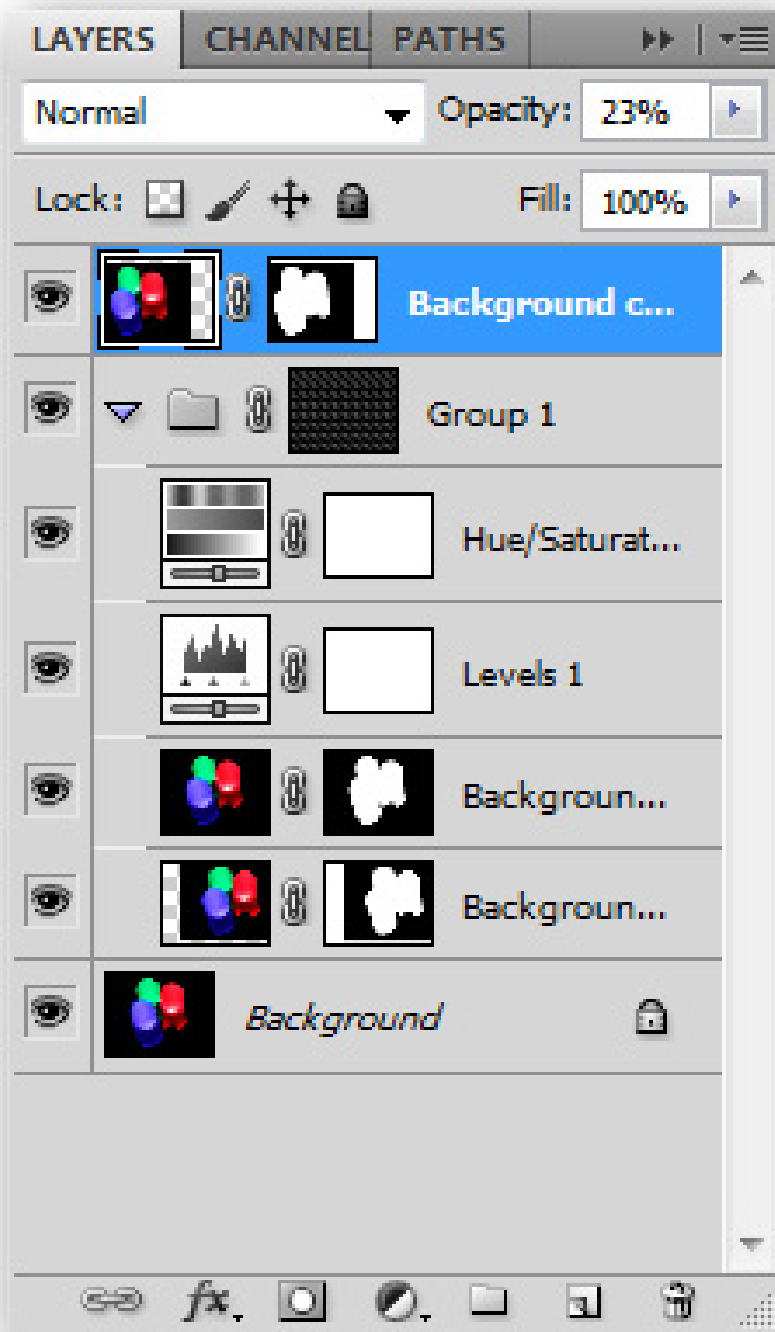 LAYERS CHANNEL PATHS
Normal Opacity: 23%
Lock: Fill: 100%
Background c...
Group 1
Hue/Saturat...
Levels 1
Backgroun...
Backgroun...
Background
fx.